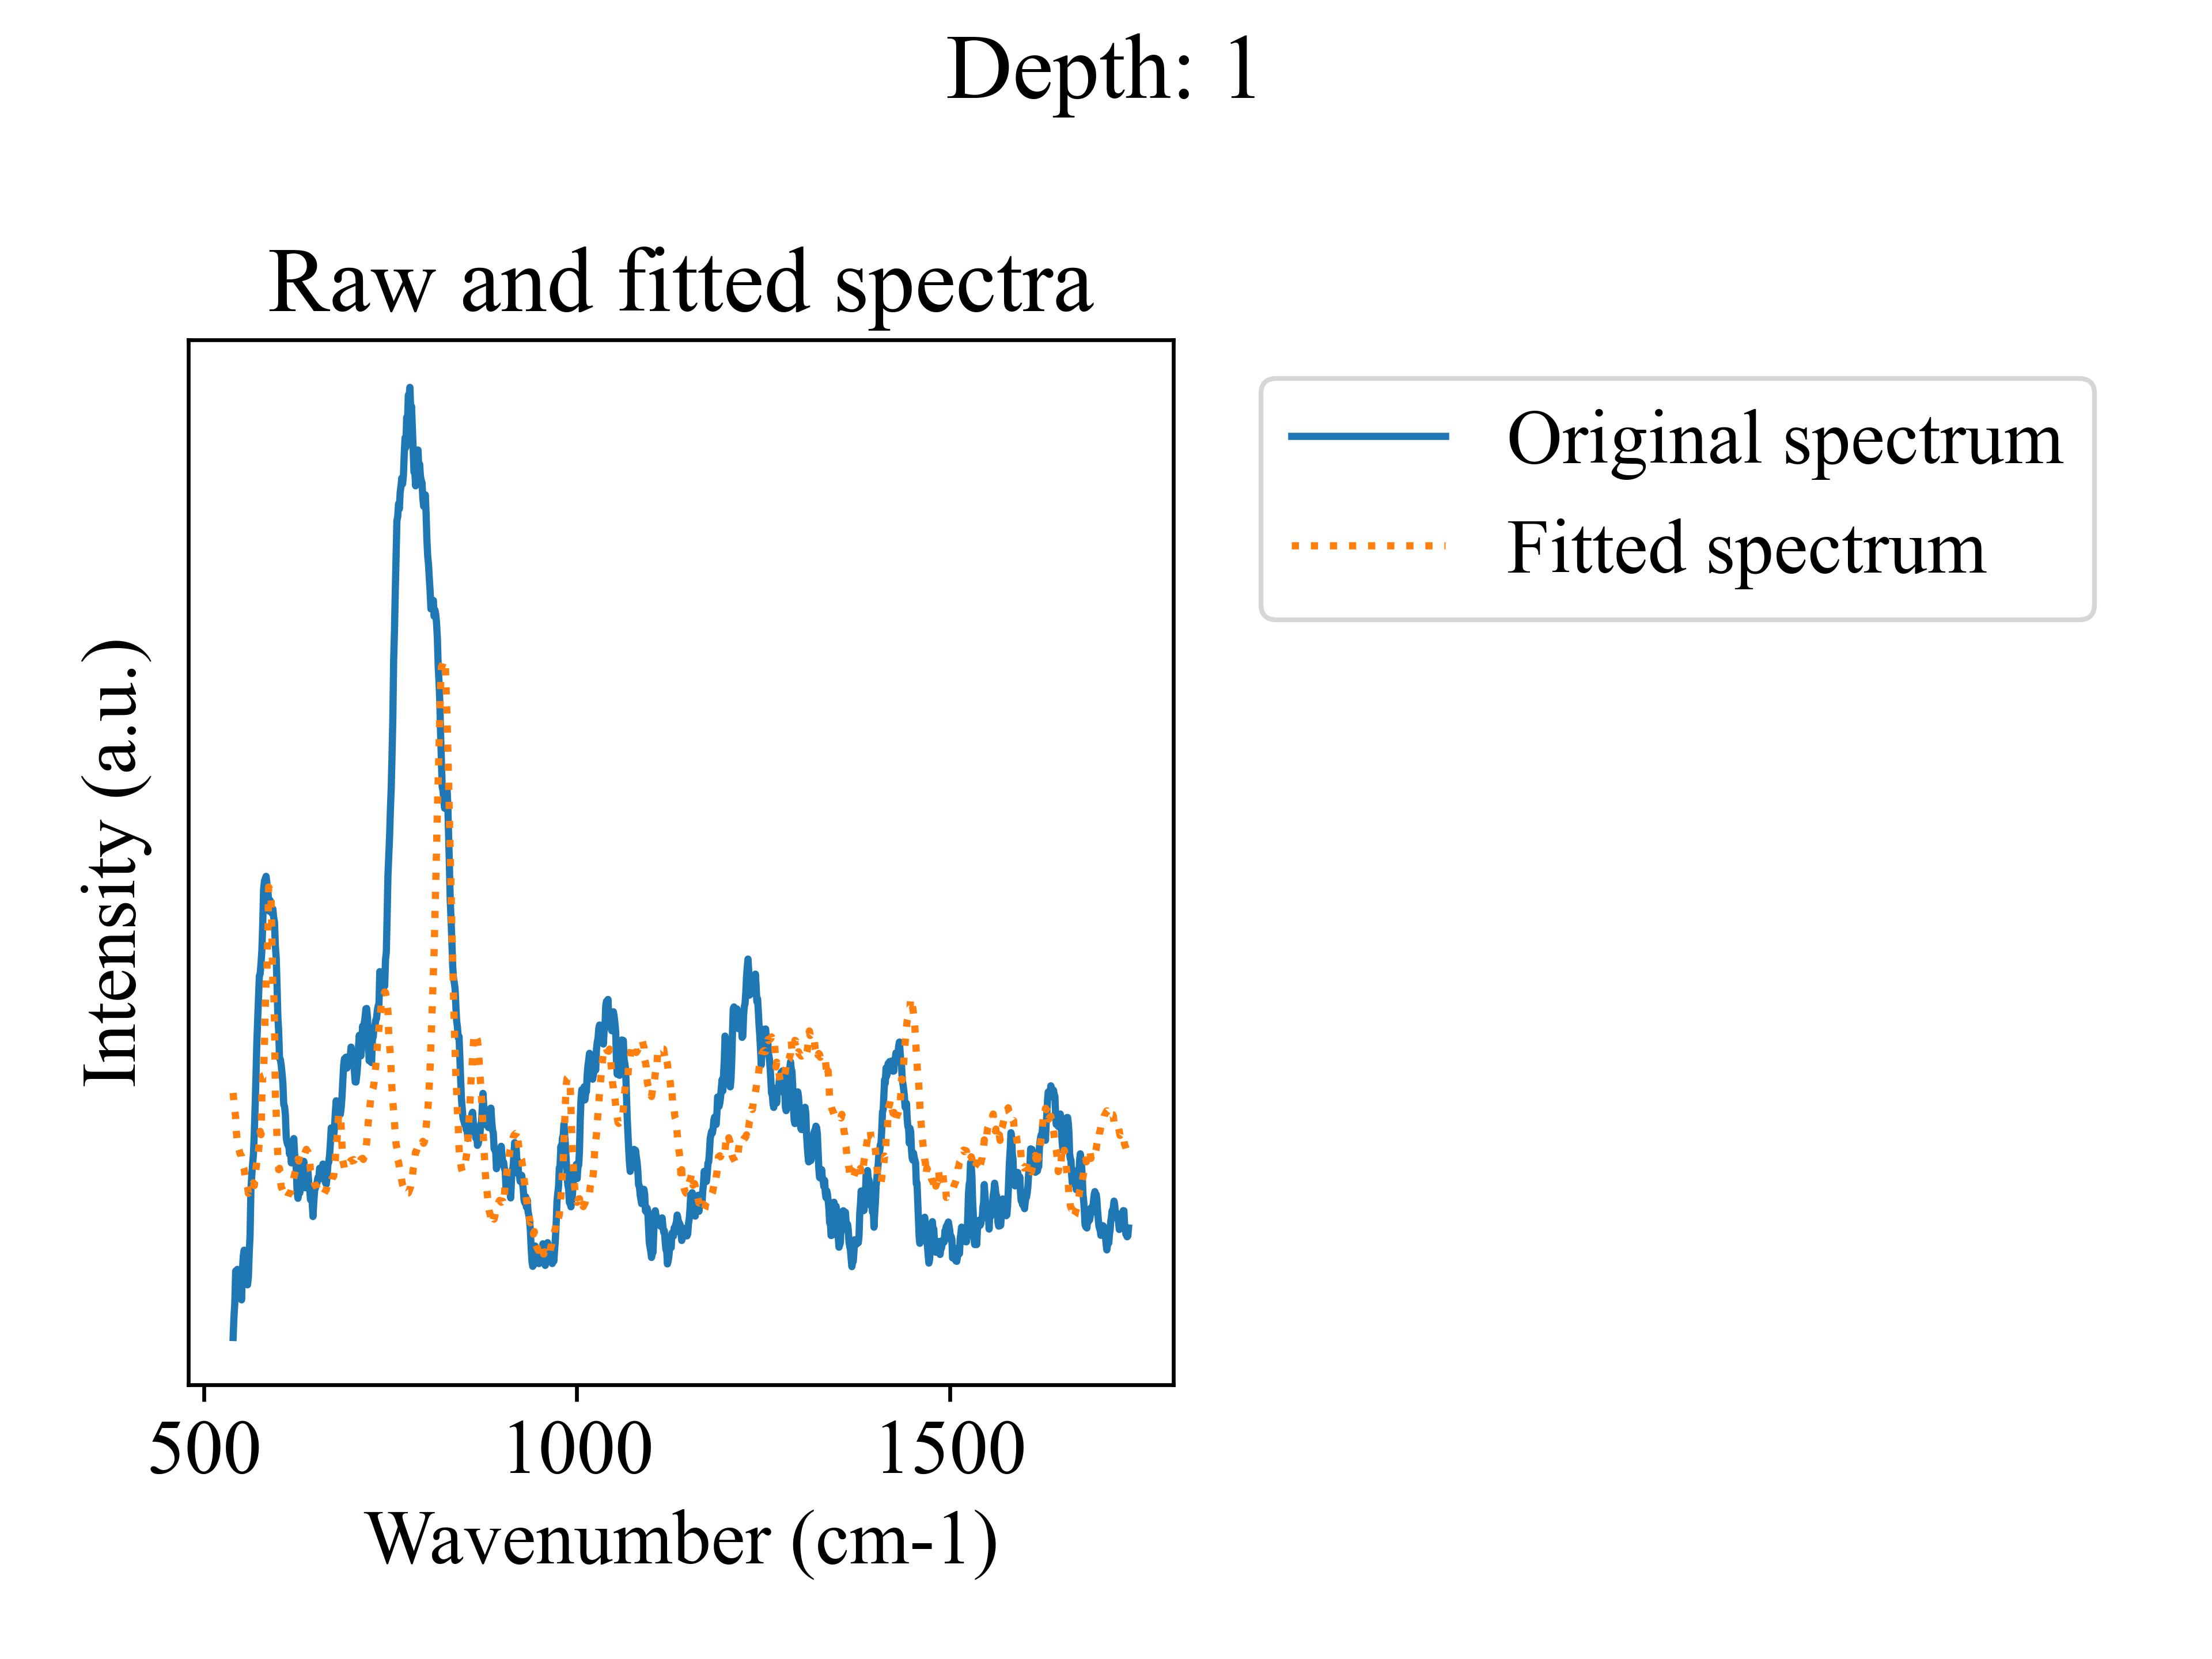 Depth: 1
Raw and fitted spectra
Original spectrum
Fitted spectrum
Intensity (a.u.)
500 1000 1500
Wavenumber (cm-1)